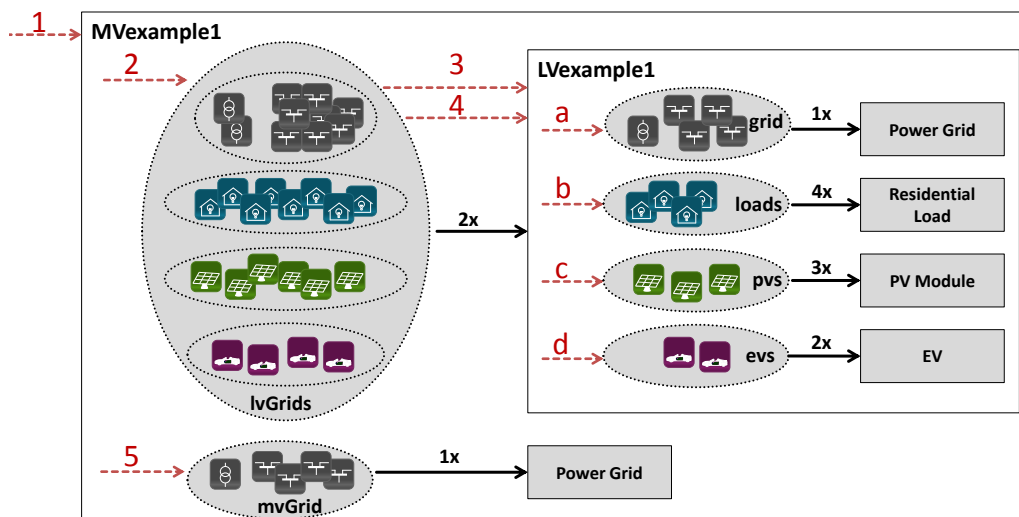 1
MVexample1
2
3
4
lvGrids
2x
LVexample1
a
grid
1x
Power Grid
b
loads
4x
Residential
Load
c
pvs
3x
PV Module
d
evs
2x
EV
5
mvGrid
1x
Power Grid